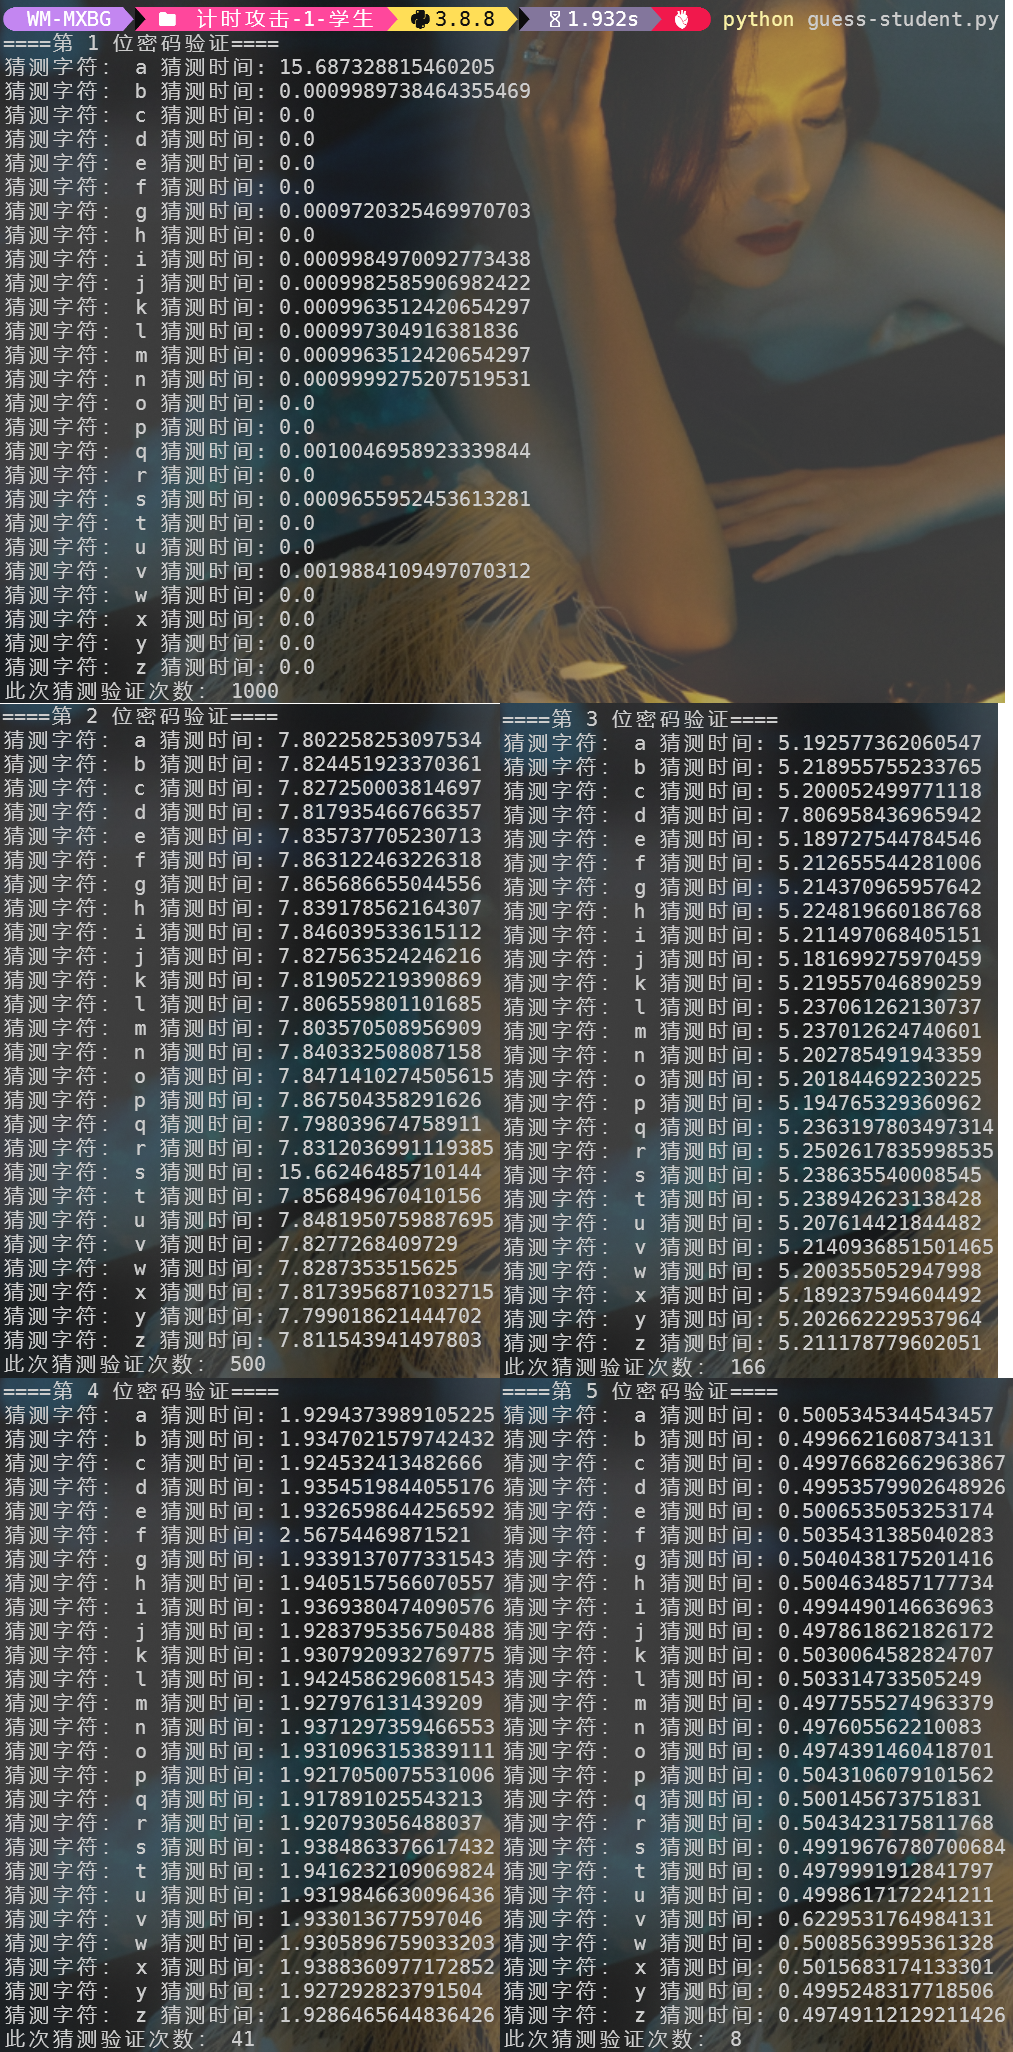 WM-MXBG 计时攻击-1-学生 3.8.8 1.932s python guess-student.py
====第 1 位密码验证====
猜测字符: a 猜测时间: 15.687328815460205
猜测字符: b 猜测时间: 0.0009989738464355469
猜测字符: c 猜测时间: 0.0
猜测字符: d 猜测时间: 0.0
猜测字符: e 猜测时间: 0.0
猜测字符: f 猜测时间: 0.0
猜测字符: g 猜测时间: 0.0009720325469970703
猜测字符: h 猜测时间: 0.0
猜测字符: i 猜测时间: 0.0009984970092773438
猜测字符: j 猜测时间: 0.0009982585906982422
猜测字符: k 猜测时间: 0.0009963512420654297
猜测字符: l 猜测时间: 0.000997304916381836
猜测字符: m 猜测时间: 0.0009963512420654297
猜测字符: n 猜测时间: 0.0009999275207519531
猜测字符: o 猜测时间: 0.0
猜测字符: p 猜测时间: 0.0
猜测字符: q 猜测时间: 0.0010046958923339844
猜测字符: r 猜测时间: 0.0
猜测字符: s 猜测时间: 0.0009655952453613281
猜测字符: t 猜测时间: 0.0
猜测字符: u 猜测时间: 0.0
猜测字符: v 猜测时间: 0.0019884109497070312
猜测字符: w 猜测时间: 0.0
猜测字符: x 猜测时间: 0.0
猜测字符: y 猜测时间: 0.0
猜测字符: z 猜测时间: 0.0
此次猜测验证次数: 1000
====第 2 位密码验证====
猜测字符: a 猜测时间: 7.802258253097534
猜测字符: b 猜测时间: 7.824451923370361
猜测字符: c 猜测时间: 7.827250003814697
猜测字符: d 猜测时间: 7.817935466766357
猜测字符: e 猜测时间: 7.835737705230713
猜测字符: f 猜测时间: 7.863122463226318
猜测字符: g 猜测时间: 7.865686655044556
猜测字符: h 猜测时间: 7.839178562164307
猜测字符: i 猜测时间: 7.846039533615112
猜测字符: j 猜测时间: 7.827563524246216
猜测字符: k 猜测时间: 7.819052219390869
猜测字符: l 猜测时间: 7.806559801101685
猜测字符: m 猜测时间: 7.803570508956909
猜测字符: n 猜测时间: 7.840332508087158
猜测字符: o 猜测时间: 7.8471410274505615
猜测字符: p 猜测时间: 7.867504358291626
猜测字符: q 猜测时间: 7.798039674758911
猜测字符: r 猜测时间: 7.8312036991119385
猜测字符: s 猜测时间: 15.66246485710144
猜测字符: t 猜测时间: 7.856849670410156
猜测字符: u 猜测时间: 7.8481950759887695
猜测字符: v 猜测时间: 7.8277268409729
猜测字符: w 猜测时间: 7.8287353515625
猜测字符: x 猜测时间: 7.8173956871032715
猜测字符: y 猜测时间: 7.799018621444702
猜测字符: z 猜测时间: 7.811543941497803
此次猜测验证次数: 500
====第 3 位密码验证====
猜测字符: a 猜测时间: 5.192577362060547
猜测字符: b 猜测时间: 5.218955755233765
猜测字符: c 猜测时间: 5.200052499771118
猜测字符: d 猜测时间: 7.806958436965942
猜测字符: e 猜测时间: 5.189727544784546
猜测字符: f 猜测时间: 5.212655544281006
猜测字符: g 猜测时间: 5.214370965957642
猜测字符: h 猜测时间: 5.224819660186768
猜测字符: i 猜测时间: 5.211497068405151
猜测字符: j 猜测时间: 5.181699275970459
猜测字符: k 猜测时间: 5.219557046890259
猜测字符: l 猜测时间: 5.237061262130737
猜测字符: m 猜测时间: 5.237012624740601
猜测字符: n 猜测时间: 5.202785491943359
猜测字符: o 猜测时间: 5.201844692230225
猜测字符: p 猜测时间: 5.194765329360962
猜测字符: q 猜测时间: 5.2363197803497314
猜测字符: r 猜测时间: 5.2502617835998535
猜测字符: s 猜测时间: 5.238635540008545
猜测字符: t 猜测时间: 5.238942623138428
猜测字符: u 猜测时间: 5.207614421844482
猜测字符: v 猜测时间: 5.2140936851501465
猜测字符: w 猜测时间: 5.200355052947998
猜测字符: x 猜测时间: 5.189237594604492
猜测字符: y 猜测时间: 5.202662229537964
猜测字符: z 猜测时间: 5.211178779602051
此次猜测验证次数: 166
====第 4 位密码验证====
猜测字符: a 猜测时间: 1.9294373989105225
猜测字符: b 猜测时间: 1.9347021579742432
猜测字符: c 猜测时间: 1.924532413482666
猜测字符: d 猜测时间: 1.9354519844055176
猜测字符: e 猜测时间: 1.9326598644256592
猜测字符: f 猜测时间: 2.56754469871521
猜测字符: g 猜测时间: 1.93391370773315​43
猜测字符: h 猜测时间: 1.9405157566070557
猜测字符: i 猜测时间: 1.9369380474090576
猜测字符: j 猜测时间: 1.9283795356750488
猜测字符: k 猜测时间: 1.9307920932769775
猜测字符: l 猜测时间: 1.9424586296081543
猜测字符: m 猜测时间: 1.927976131439209
猜测字符: n 猜测时间: 1.9371297359466553
猜测字符: o 猜测时间: 1.9310963153839111
猜测字符: p 猜测时间: 1.9217050075531006
猜测字符: q 猜测时间: 1.917891025543213
猜测字符: r 猜测时间: 1.920793056488037
猜测字符: s 猜测时间: 1.9384863376617432
猜测字符: t 猜测时间: 1.9416232109069824
猜测字符: u 猜测时间: 1.9319846630096436
猜测字符: v 猜测时间: 1.933013677597046
猜测字符: w 猜测时间: 1.9305896759033203
猜测字符: x 猜测时间: 1.9388360977172852
猜测字符: y 猜测时间: 1.927292823791504
猜测字符: z 猜测时间: 1.9286465644836426
此次猜测验证次数: 41
====第 5 位密码验证====
猜测字符: a 猜测时间: 0.5005345344543457
猜测字符: b 猜测时间: 0.4996621608734131
猜测字符: c 猜测时间: 0.49976682662963867
猜测字符: d 猜测时间: 0.49953579902648926
猜测字符: e 猜测时间: 0.5006535053253174
猜测字符: f 猜测时间: 0.5035431385040283
猜测字符: g 猜测时间: 0.5040438175201416
猜测字符: h 猜测时间: 0.5004634857177734
猜测字符: i 猜测时间: 0.4994490146636963
猜测字符: j 猜测时间: 0.4978618621826172
猜测字符: k 猜测时间: 0.5030064582824707
猜测字符: l 猜测时间: 0.503314733505249
猜测字符: m 猜测时间: 0.4977555274963379
猜测字符: n 猜测时间: 0.497605562210083
猜测字符: o 猜测时间: 0.4974391460418701
猜测字符: p 猜测时间: 0.5043106079101562
猜测字符: q 猜测时间: 0.500145673751831
猜测字符: r 猜测时间: 0.5043423175811768
猜测字符: s 猜测时间: 0.49919676780700684
猜测字符: t 猜测时间: 0.4979991912841797
猜测字符: u 猜测时间: 0.4998617172241211
猜测字符: v 猜测时间: 0.6229531764984131
猜测字符: w 猜测时间: 0.5008563995361328
猜测字符: x 猜测时间: 0.5015683174133301
猜测字符: y 猜测时间: 0.49952483177185​06
猜测字符: z 猜测时间: 0.49749112129211426
此次猜测验证次数: 8